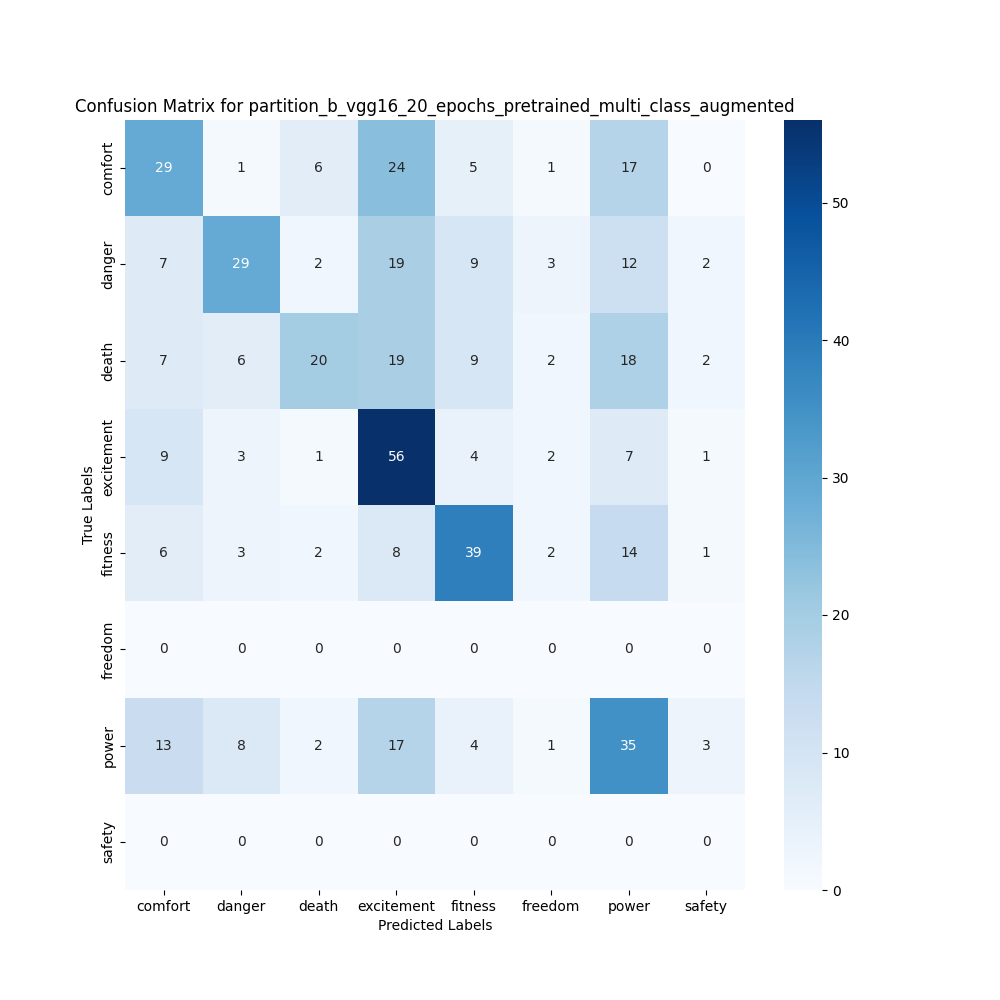 Confusion Matrix for partition_b_vgg16_20_epochs_pretrained_multi_class_augmented
comfort 29 1 6 24 5 1 17 0
danger 7 29 2 19 9 3 12 2
death 7 6 20 19 9 2 18 2
excitement 9 3 1 56 4 2 7 1
fitness 6 3 2 8 39 2 14 1
freedom 0 0 0 0 0 0 0 0
power 13 8 2 17 4 1 35 3
safety 0 0 0 0 0 0 0 0
True Labels
comfort danger death excitement fitness freedom power safety
Predicted Labels
50
40
30
20
10
0